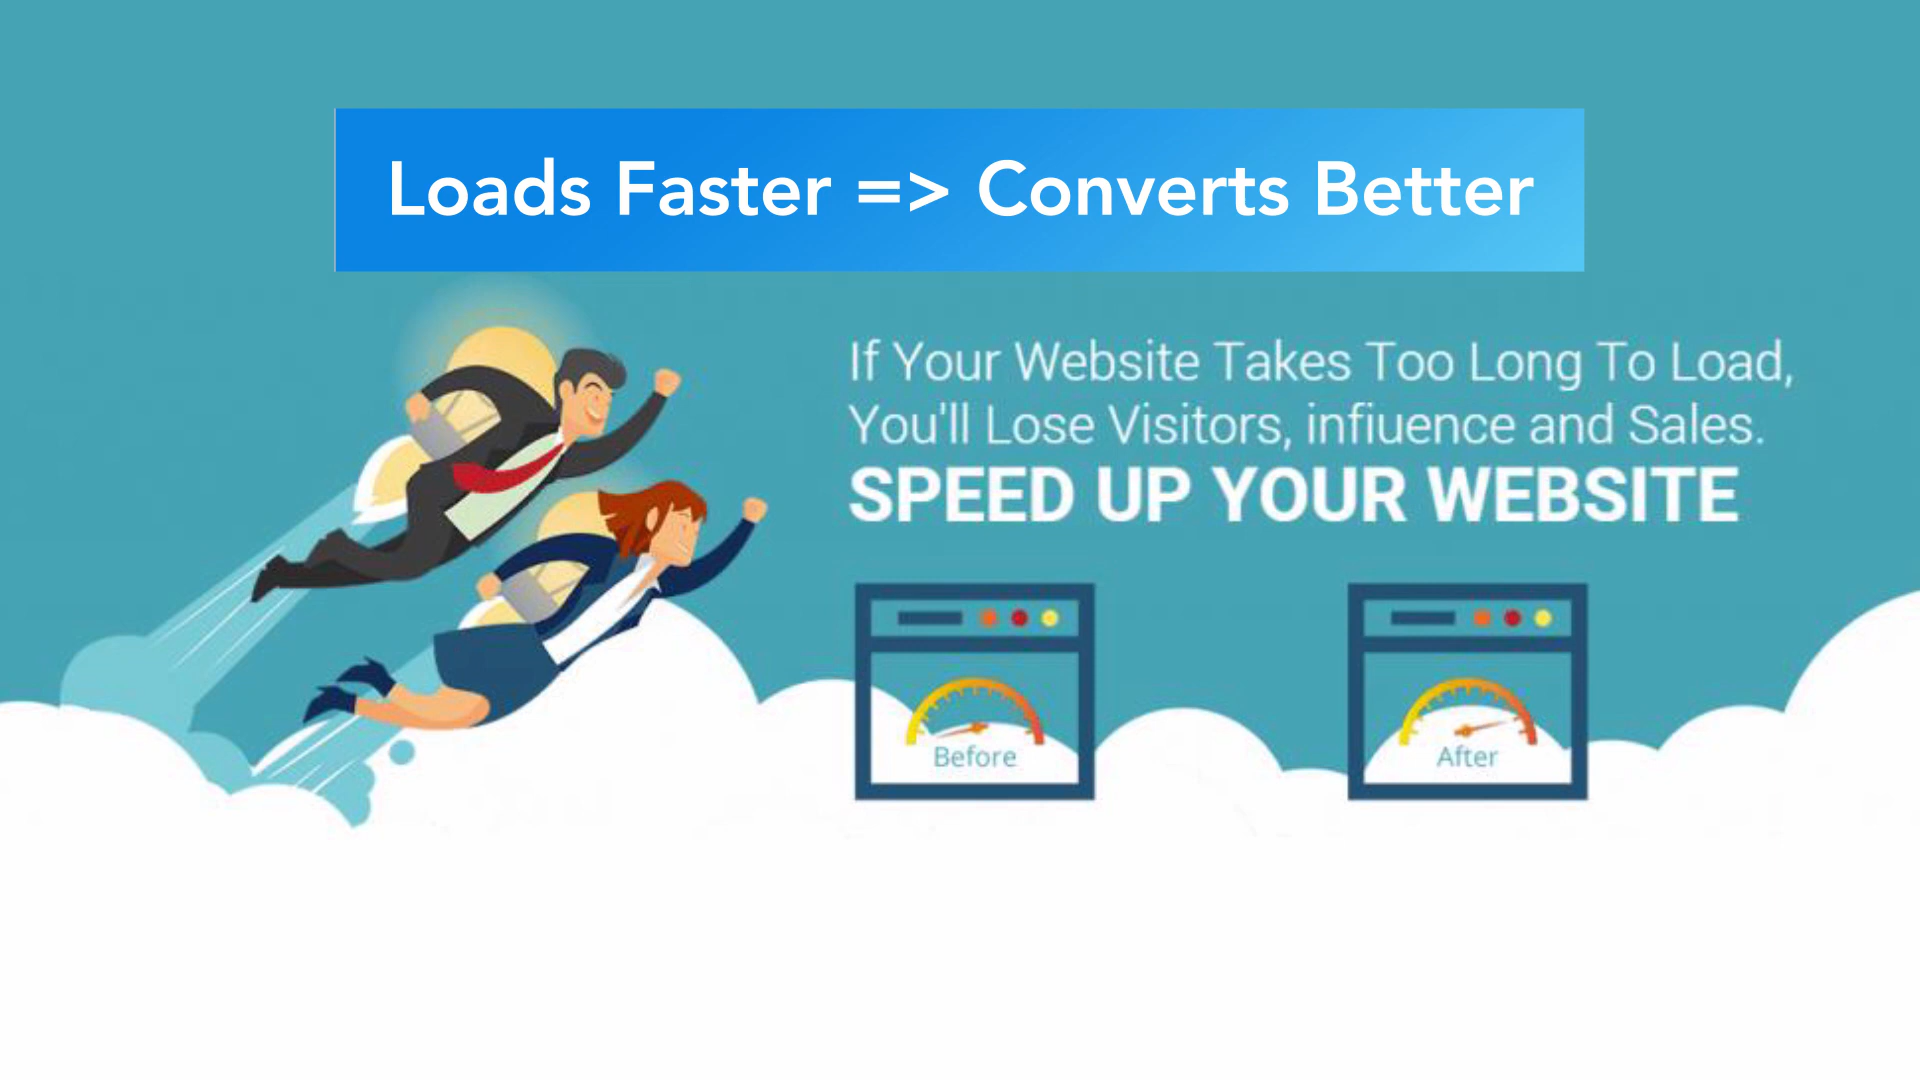 Loads Faster => Converts Better
If Your Website Takes Too Long To Load,
You'll Lose Visitors, infiuence and Sales.
SPEED UP YOUR WEBSITE
Before
After